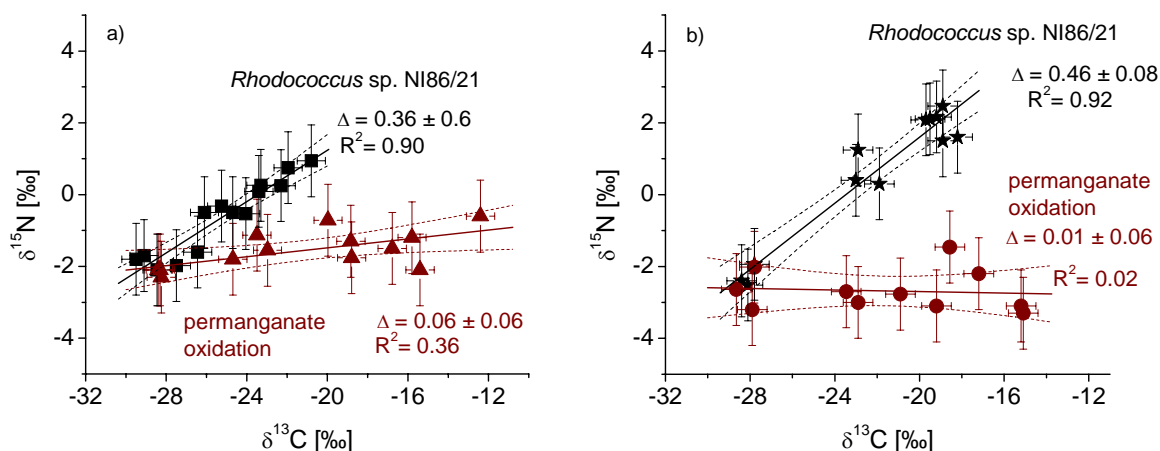 a)
Rhodococcus sp. NI86/21
Δ = 0.36 ± 0.6
R² = 0.90
permanganate
oxidation
Δ = 0.06 ± 0.06
R² = 0.36
4
2
0
-2
-4
δ¹⁵N [‰]
-32
-28
-24
-20
-16
-12
δ¹³C [‰]
b)
Rhodococcus sp. NI86/21
Δ = 0.46 ± 0.08
R² = 0.92
permanganate
oxidation
Δ = 0.01 ± 0.06
R² = 0.02
4
2
0
-2
-4
δ¹⁵N [‰]
-32
-28
-24
-20
-16
-12
δ¹³C [‰]